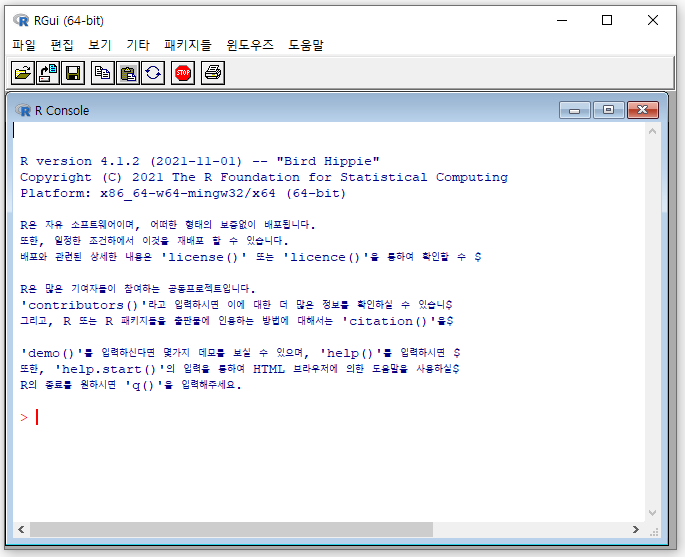 RGui (64-bit)
파일 편집 보기 기타 패키지들 윈도우즈 도움말
STOP
R Console
R version 4.1.2 (2021-11-01) -- "Bird Hippie"
Copyright (C) 2021 The R Foundation for Statistical Computing
Platform: x86_64-w64-mingw32/x64 (64-bit)
R은 자유 소프트웨어이며, 어떠한 형태의 보증없이 배포됩니다.
또한, 일정한 조건하에서 이것을 재배포 할 수 있습니다.
배포와 관련된 상세한 내용은 'license()' 또는 'licence()'을 통하여 확인할 수 $
R은 많은 기여자들이 참여하는 공동프로젝트입니다.
'contributors()'라고 입력하시면 이에 대한 더 많은 정보를 확인하실 수 있습니$
그리고, R 또는 R 패키지들을 출판물에 인용하는 방법에 대해서는 'citation()'을$
'demo()'를 입력하신다면 몇가지 데모를 보실 수 있으며, 'help()'를 입력하시면 $
또한, 'help.start()'의 입력을 통하여 HTML 브라우저에 의한 도움말을 사용하실$
R의 종료를 원하시면 'q()'을 입력해주세요.
>